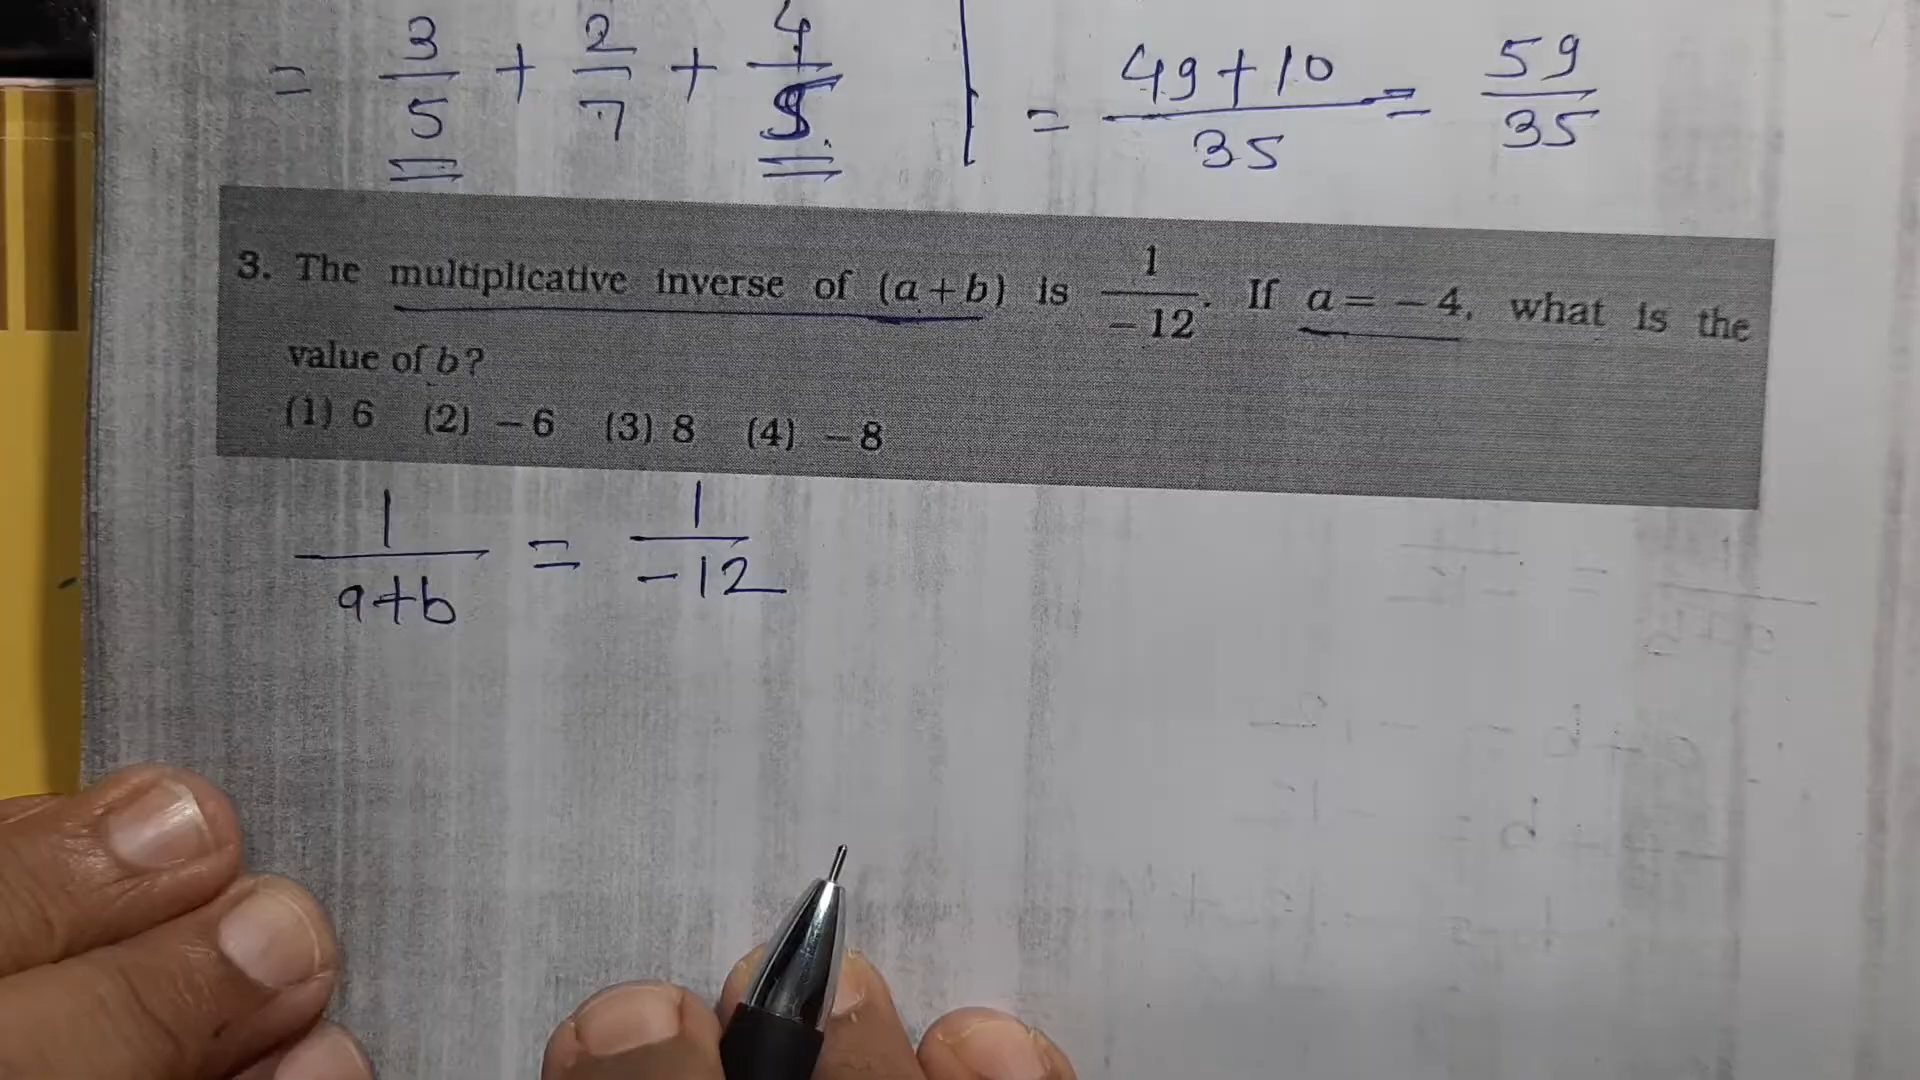 = 3/5 + 2/7 + 4/5
= 49+10/35 = 59/35
3. The multiplicative inverse of (a+b) is 1/-12. If a = -4, what is the
value of b?
(1) 6 (2) -6 (3) 8 (4) -8
1/a+b = 1/-12